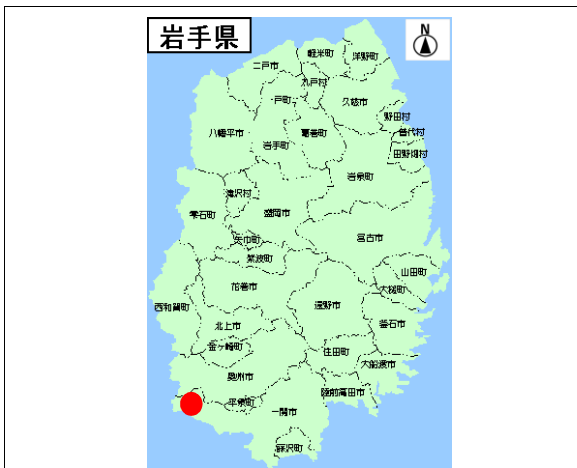 岩手県
N
軽米町
洋野町
二戸市
九戸村
一戸町
久慈市
野田村
普代村
八幡平市
葛巻町
岩手町
田野畑村
岩泉町
滝沢村
雫石町
盛岡市
矢巾町
宮古市
紫波町
山田町
花巻市
大槌町
西和賀町
遠野市
釜石市
北上市
金ヶ崎町
住田町
大船渡市
奥州市
陸前高田市
平泉町
一関市
藤沢町